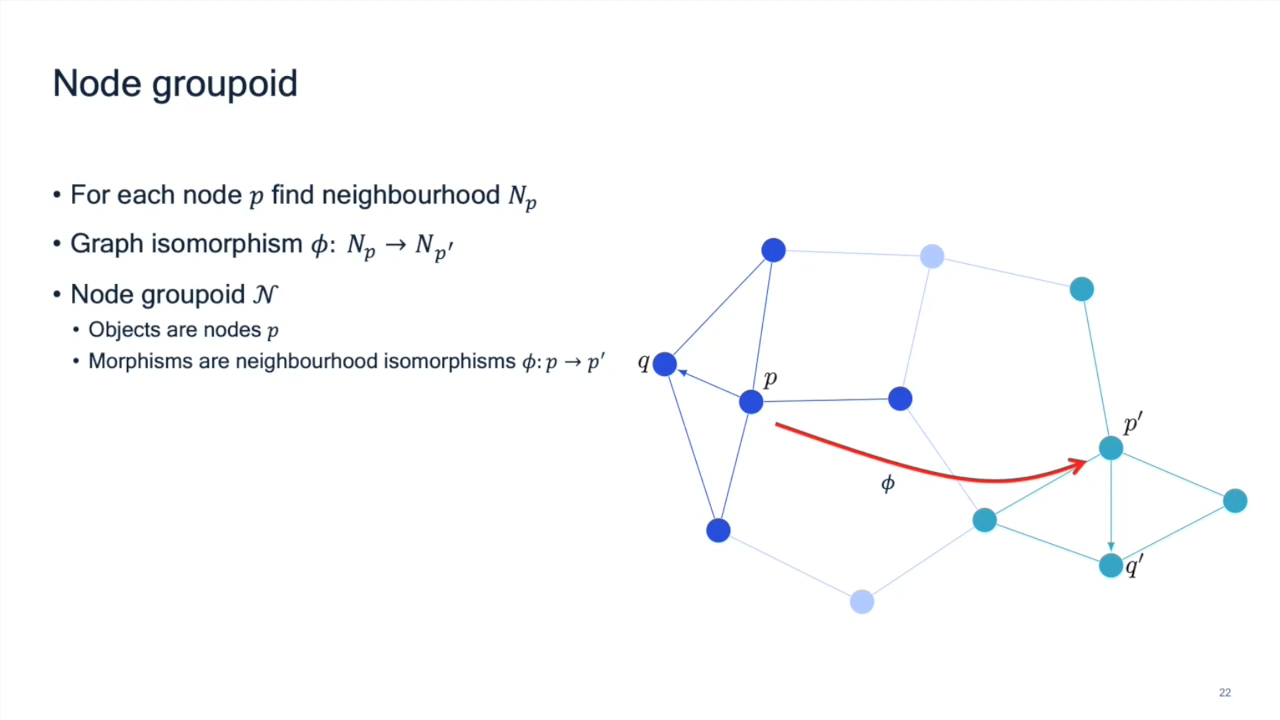 Node groupoid
• For each node p find neighbourhood Nₚ
• Graph isomorphism ϕ: Nₚ → Nₚ′
• Node groupoid 𝒩
• Objects are nodes p
• Morphisms are neighbourhood isomorphisms ϕ: p → p′
q
p
p′
ϕ
q′
22